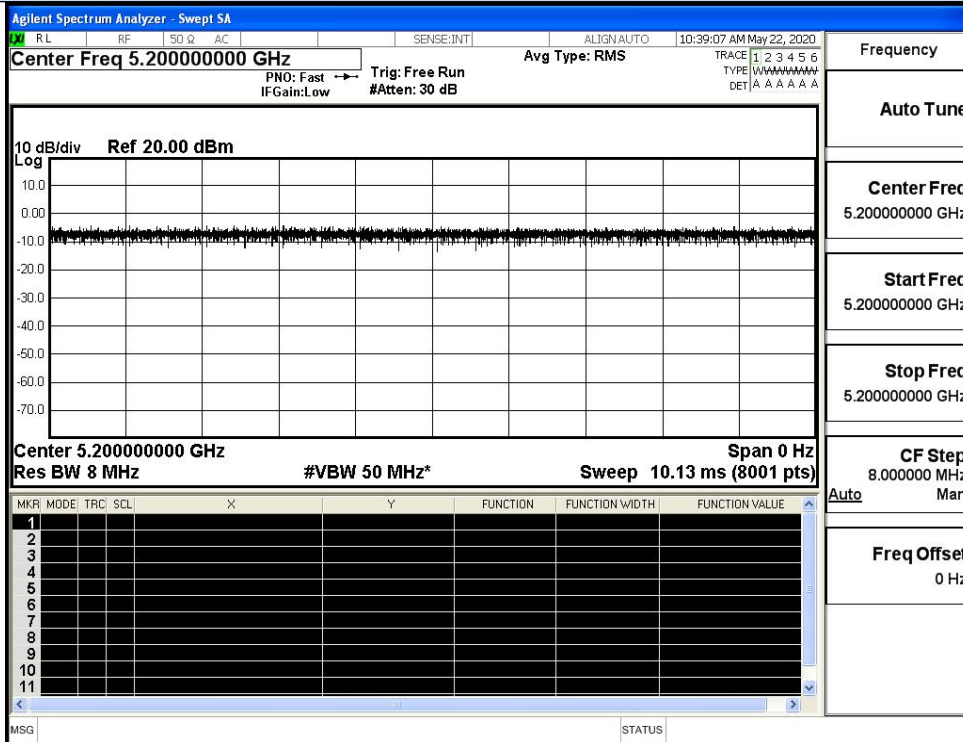 Agilent Spectrum Analyzer - Swept SA
LXI RL RF 50 Ω AC SENSE:INT ALIGN AUTO 10:39:07 AM May 22, 2020
Center Freq 5.200000000 GHz Avg Type: RMS TRACE 1 2 3 4 5 6
PNO: Fast Trig: Free Run TYPE WWWWWW
IFGain:Low #Atten: 30 dB DET A A A A A A
10 dB/div Ref 20.00 dBm
Log
10.0
0.00
-10.0
-20.0
-30.0
-40.0
-50.0
-60.0
-70.0
Center 5.200000000 GHz Span 0 Hz
Res BW 8 MHz #VBW 50 MHz* Sweep 10.13 ms (8001 pts)
MKR MODE TRC SCL X Y FUNCTION FUNCTION WIDTH FUNCTION VALUE
1
2
3
4
5
6
7
8
9
10
11
MSG STATUS
Frequency
Auto Tune
Center Freq
5.200000000 GHz
Start Freq
5.200000000 GHz
Stop Freq
5.200000000 GHz
CF Step
8.000000 MHz
Auto Man
Freq Offset
0 Hz